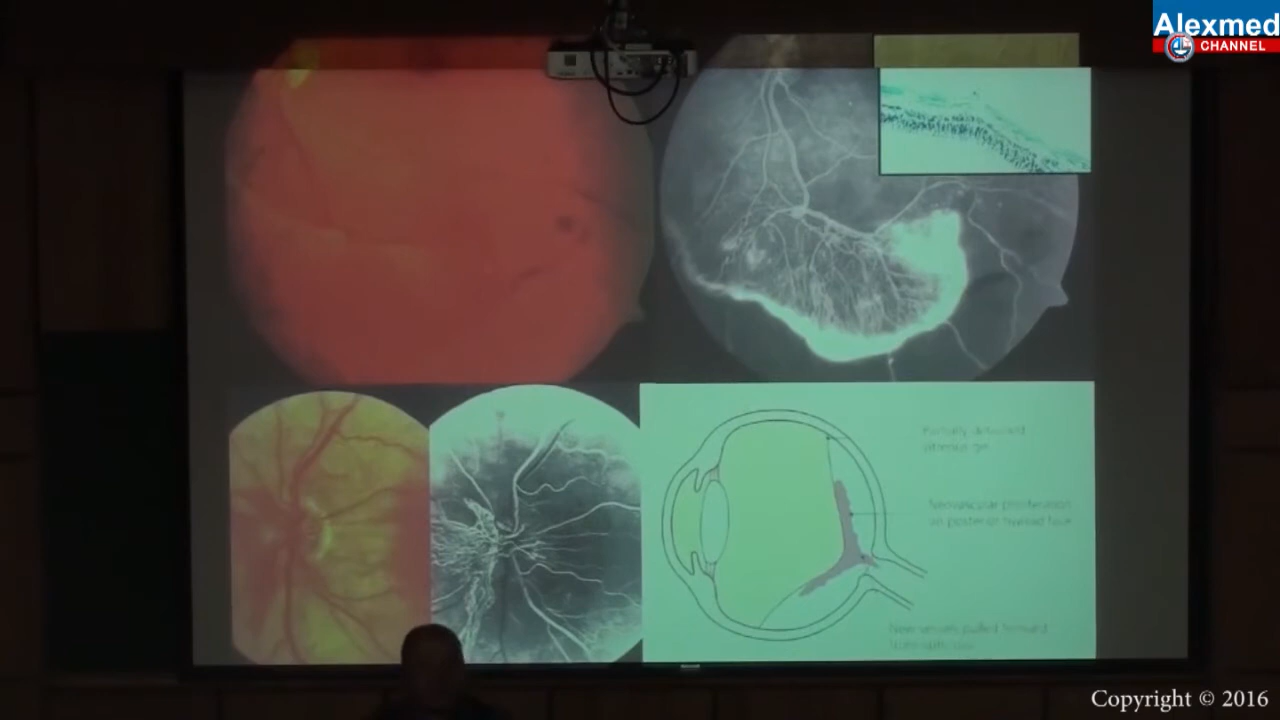 Alexmed
CHANNEL
Partially detached
vitreous gel
Neovascular proliferation
on posterior hyaloid face
New vessels pulled forward
from optic disc
Copyright © 2016